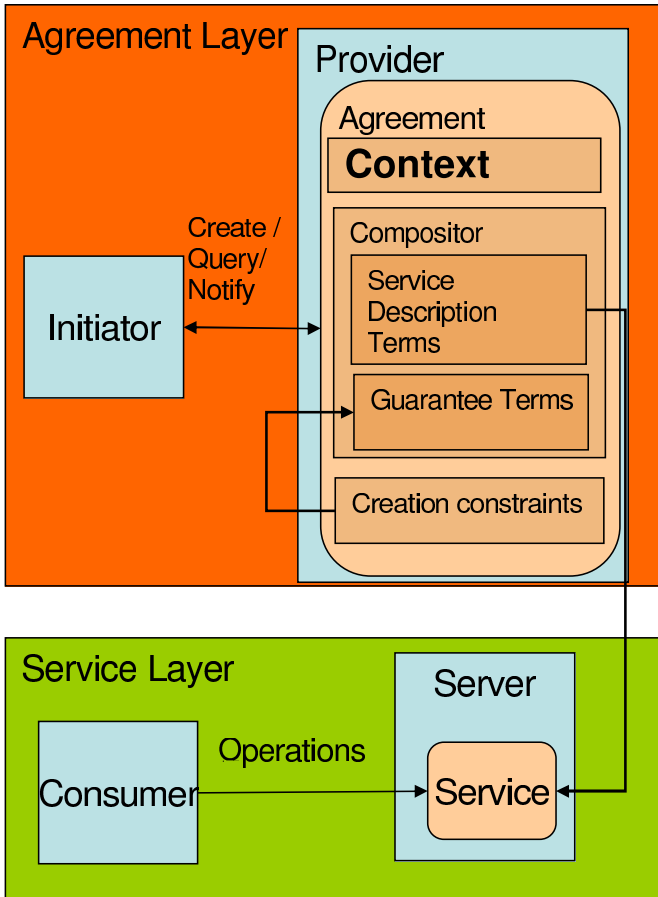 Agreement Layer
Provider
Agreement
Context
Create /
Query/
Notify
Compositor
Service
Description
Terms
Initiator
Guarantee Terms
Creation constraints
Service Layer
Server
Operations
Consumer
Service